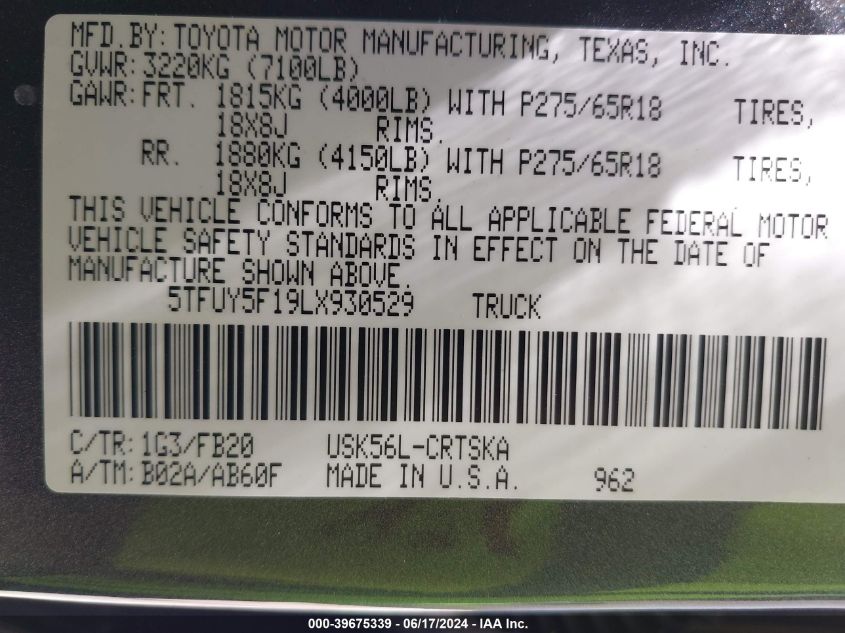 MFD.BY: TOYOTA MOTOR MANUFACTURING, TEXAS, INC.
GVWR: 3220KG (7100LB)
GAWR: FRT. 1815KG (4000LB) WITH P275/65R18 TIRES,
18X8J RIMS.
RR. 1880KG (4150LB) WITH P275/65R18 TIRES,
18X8J RIMS.
THIS VEHICLE CONFORMS TO ALL APPLICABLE FEDERAL MOTOR
VEHICLE SAFETY STANDARDS IN EFFECT ON THE DATE OF
MANUFACTURE SHOWN ABOVE.
5TFUY5F19LX930529 TRUCK
C/TR: 1G3/FB20 USK56L-CRTSKA
A/TM: B02A/AB60F MADE IN U.S.A. 962
000-39675339 - 06/17/2024 - IAAI.com